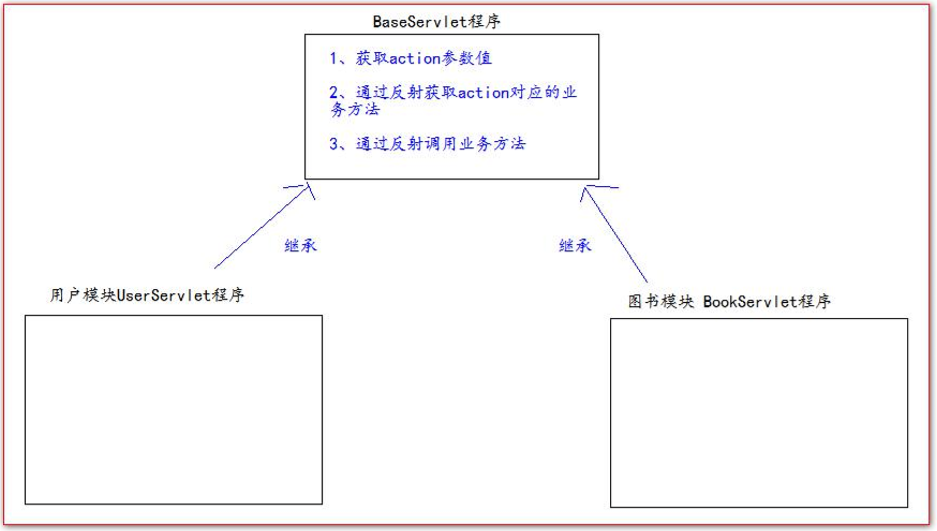 BaseServlet程序
1、获取action参数值
2、通过反射获取action对应的业
务方法
3、通过反射调用业务方法
继承
继承
用户模块UserServlet程序
图书模块 BookServlet程序